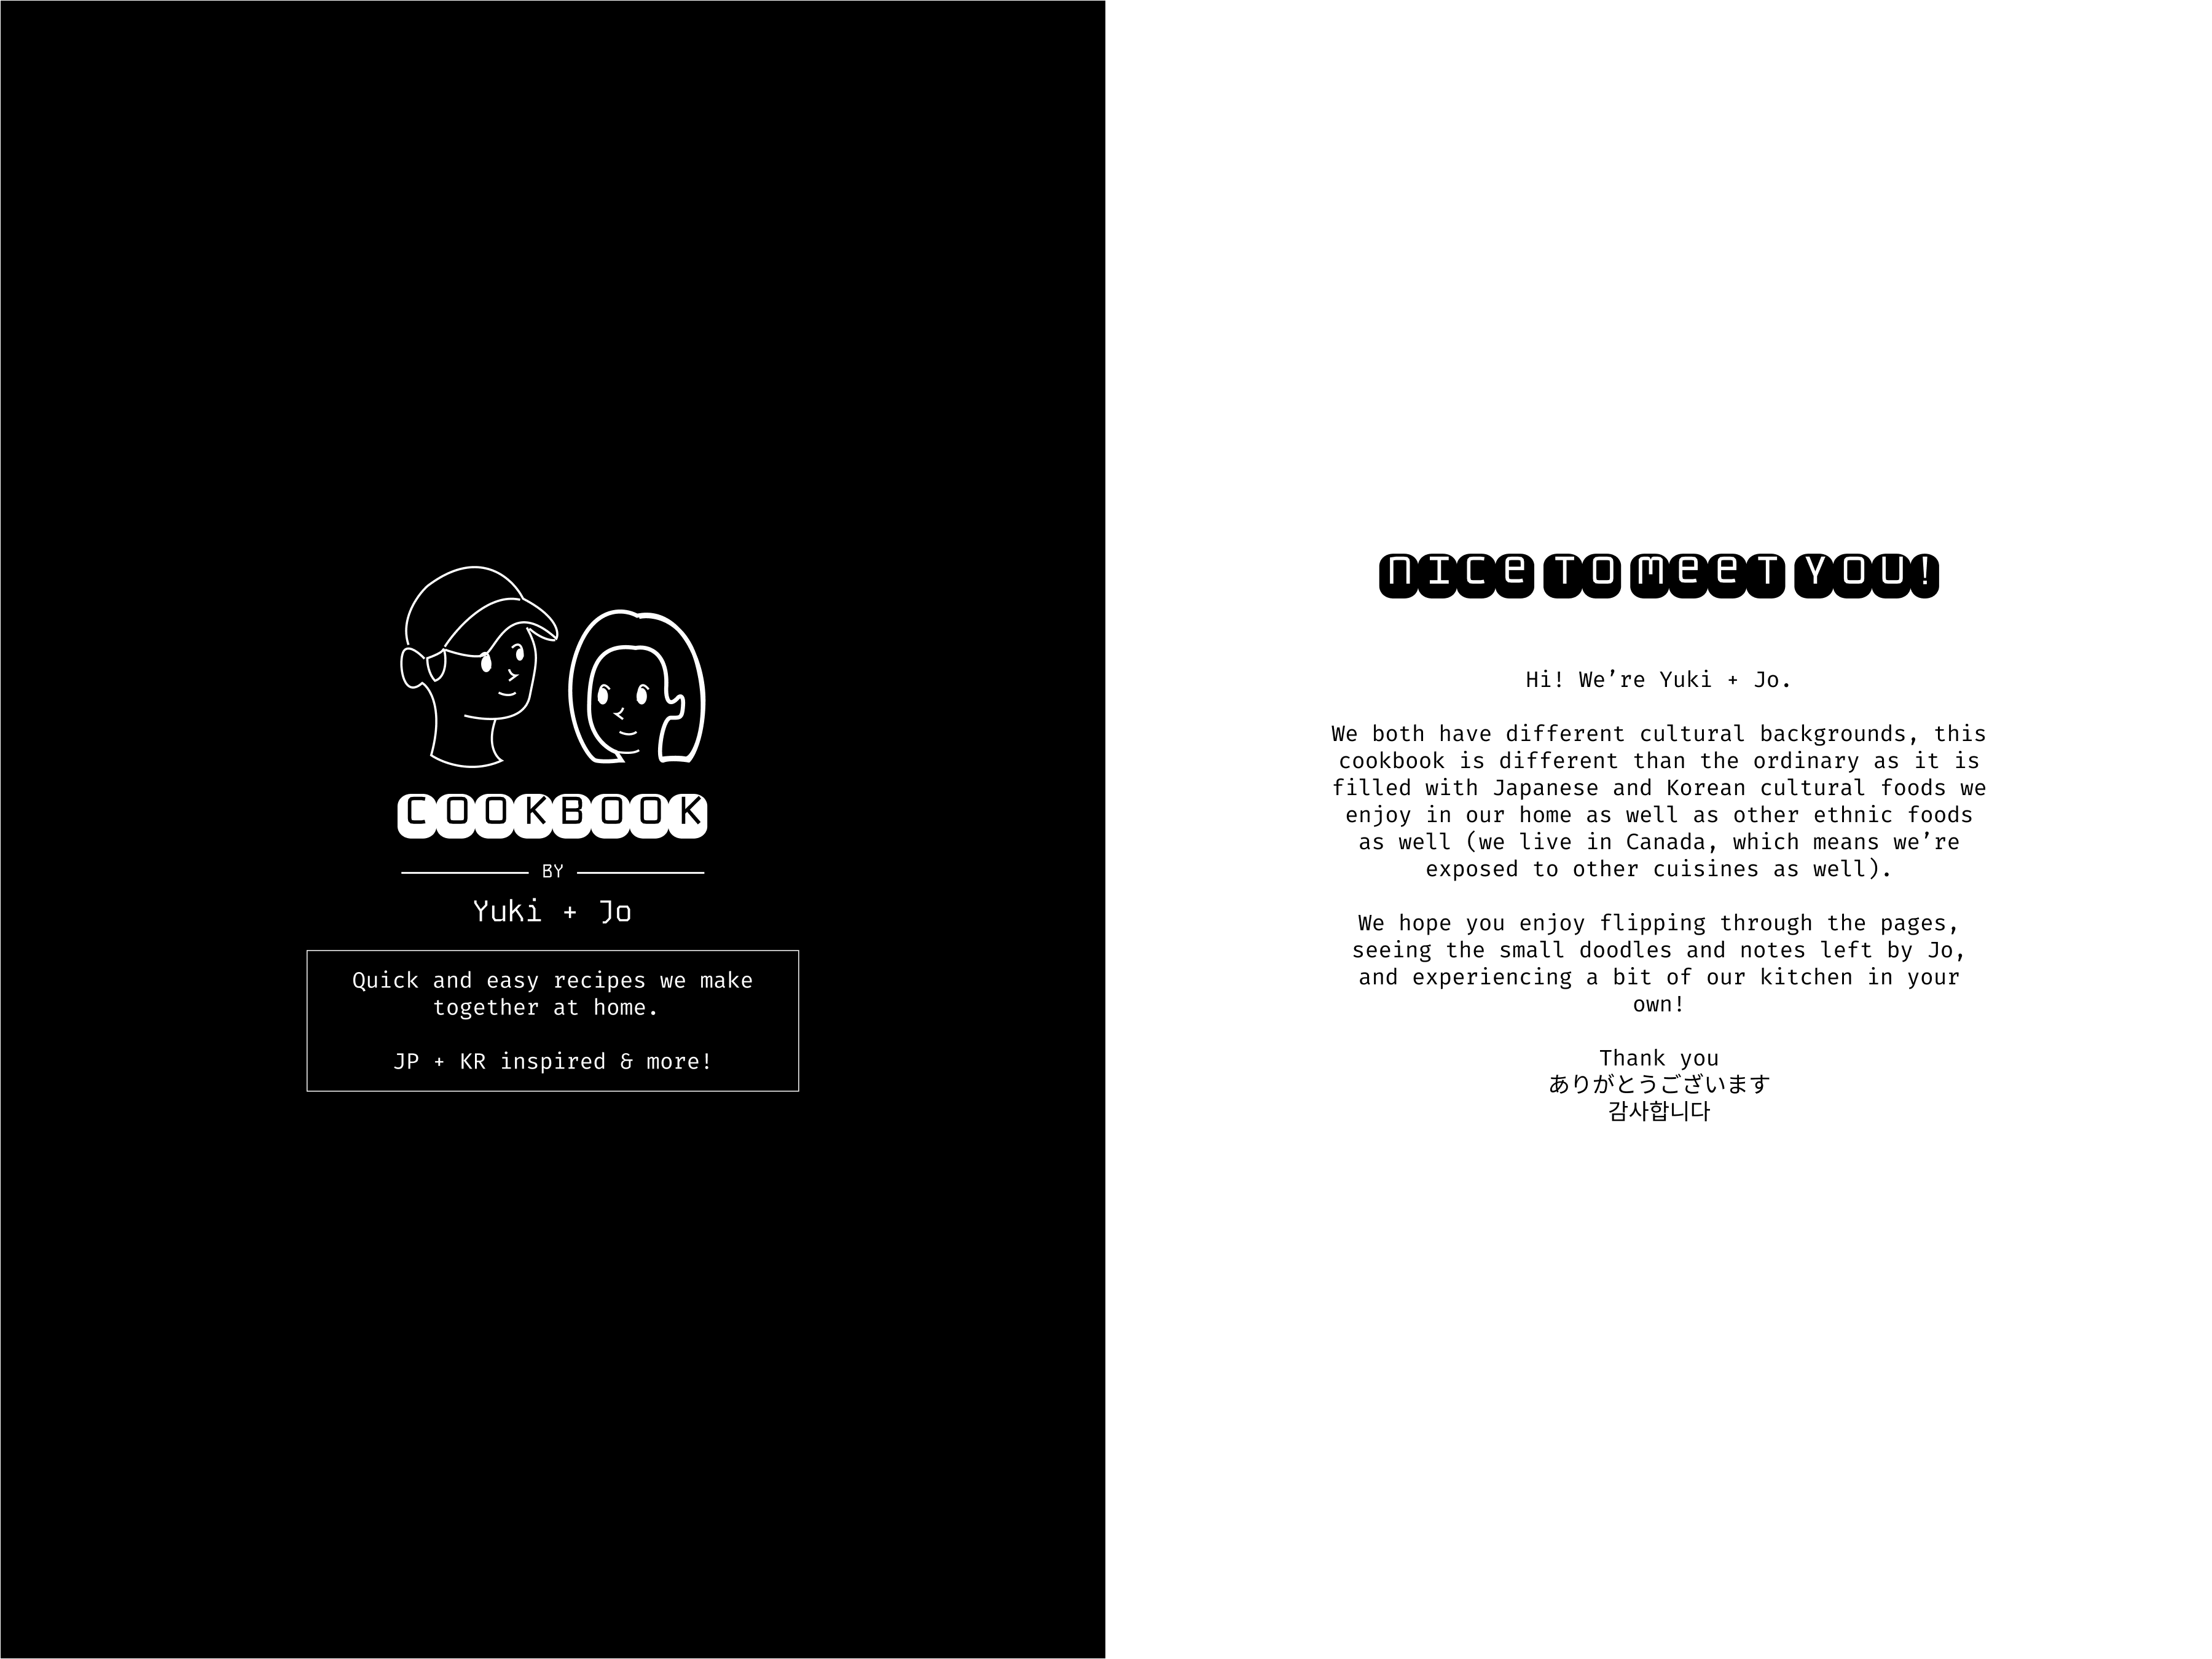 COOKBOOK
BY
Yuki + Jo
Quick and easy recipes we make
together at home.
JP + KR inspired & more!
nIce To meeT YOU!
Hi! We’re Yuki + Jo.
We both have different cultural backgrounds, this
cookbook is different than the ordinary as it is
filled with Japanese and Korean cultural foods we
enjoy in our home as well as other ethnic foods
as well (we live in Canada, which means we’re
exposed to other cuisines as well).
We hope you enjoy flipping through the pages,
seeing the small doodles and notes left by Jo,
and experiencing a bit of our kitchen in your
own!
Thank you
ありがとうございます
감사합니다